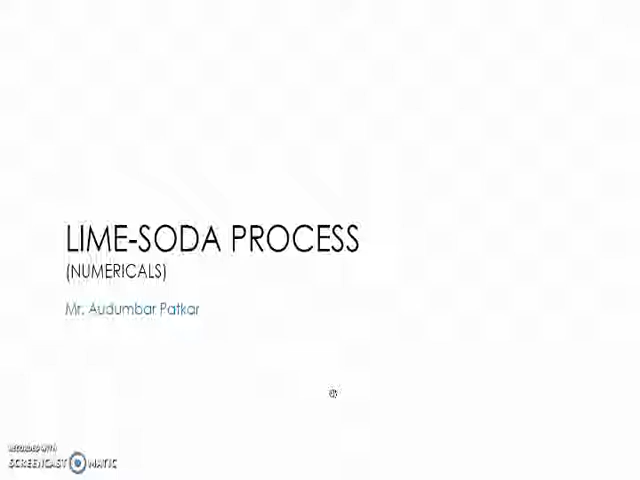 LIME-SODA PROCESS
(NUMERICALS)
Mr. Audumbar Patkar
RECORDED WITH
SCREENCAST MATIC